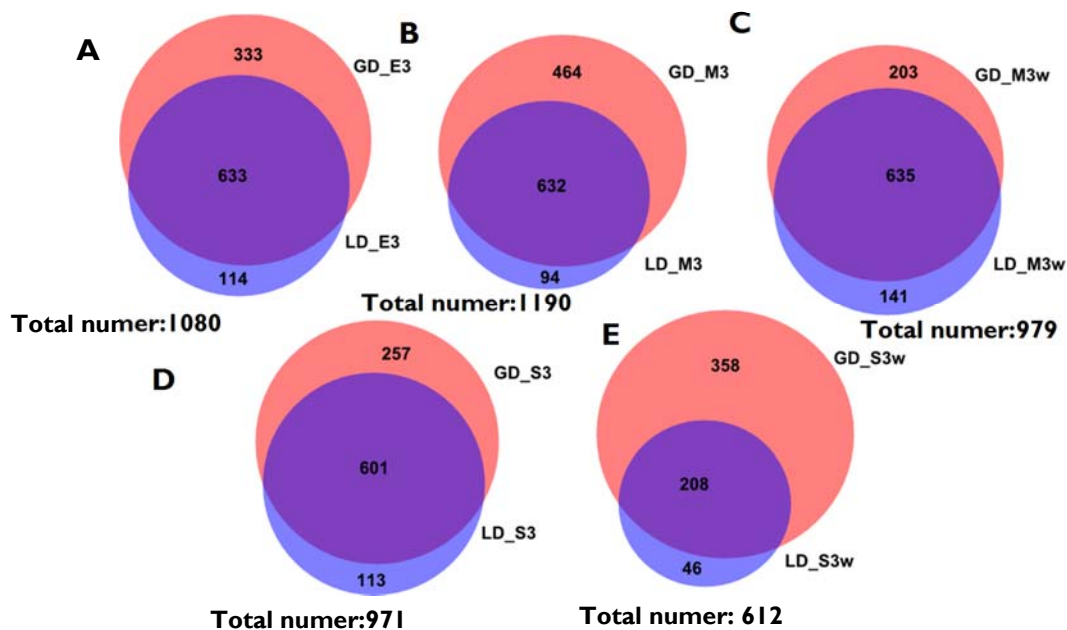 A
333
GD_E3
633
LD_E3
114
Total numer:1080
B
464
GD_M3
632
LD_M3
94
Total numer:1190
C
203
GD_M3w
635
LD_M3w
141
Total numer:979
D
257
GD_S3
601
LD_S3
113
Total numer:971
E
358
GD_S3w
208
LD_S3w
46
Total numer: 612